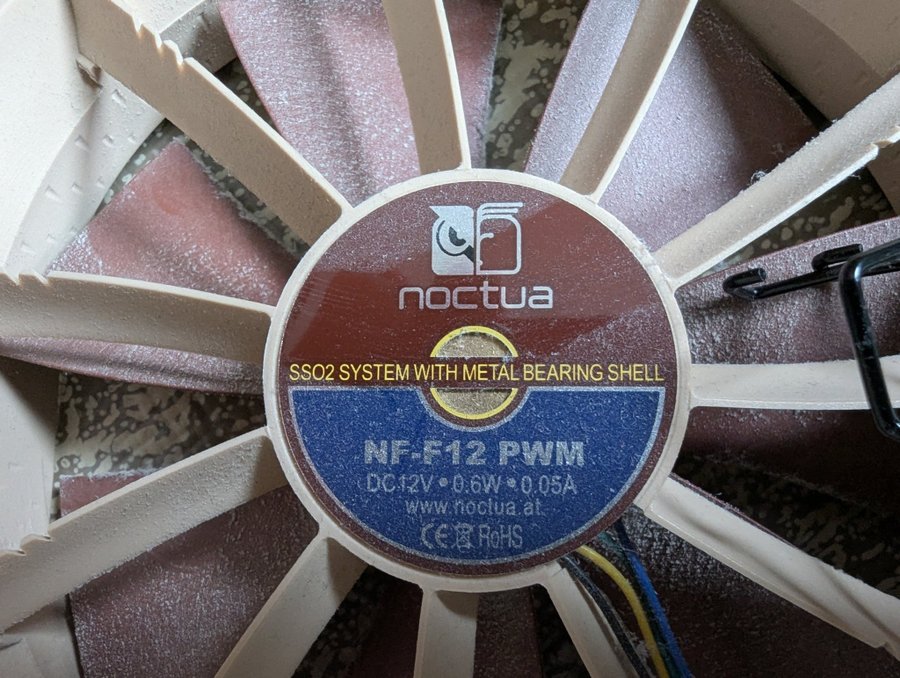 noctua
SSO2 SYSTEM WITH METAL BEARING SHELL
NF-F12 PWM
DC12V • 0.6W • 0.05A
www.noctua.at
CE RoHS